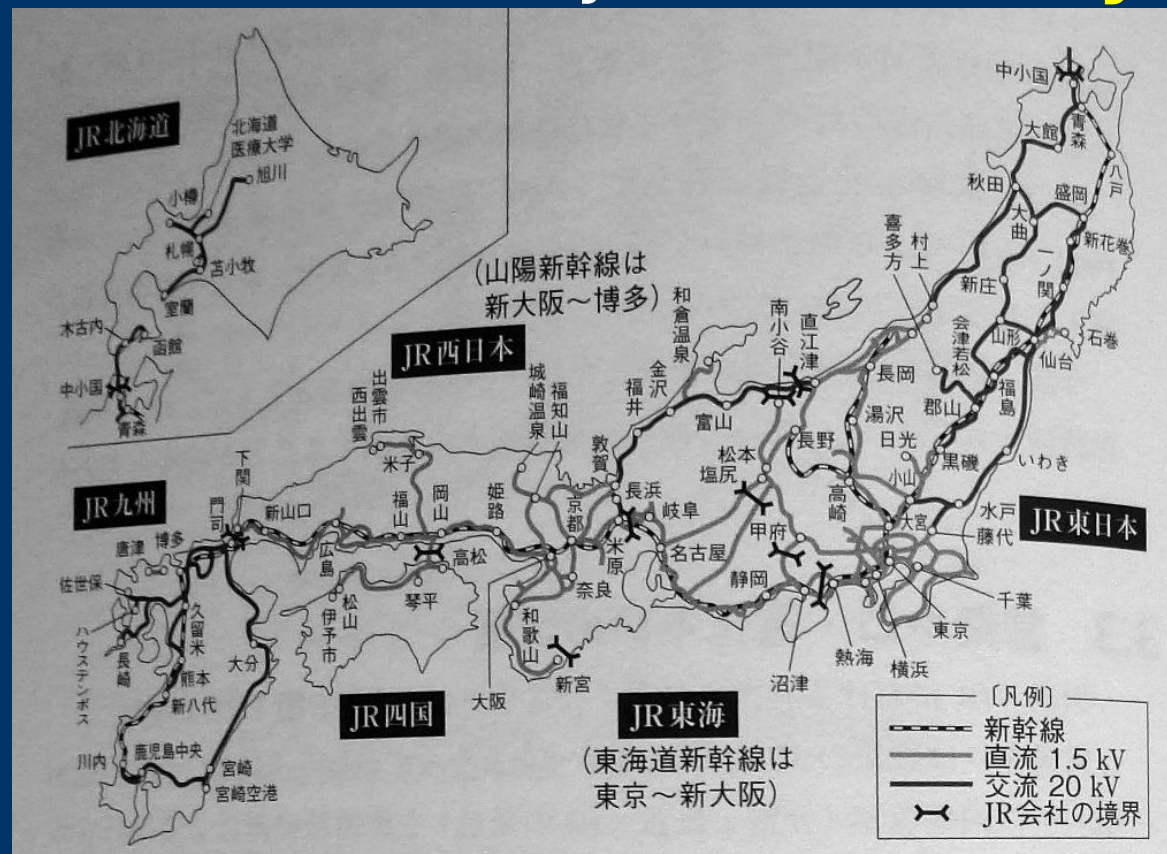 JR北海道
北海道
医療大学
旭川
小樽
札幌
苫小牧
室蘭
木古内
函館
中小国
青森
中小国
青森
大館
八戸
秋田
盛岡
大曲
新花巻
一ノ関
喜多方
村上
新庄
山形
石巻
仙台
会津若松
福島
郡山
(山陽新幹線は
新大阪～博多)
JR西日本
和倉温泉
南小谷
直江津
金沢
福井
富山
長岡
湯沢
日光
黒磯
小山
いわき
水戸
藤代
JR東日本
長野
高崎
大宮
松本
塩尻
甲府
城崎温泉
福知山
出雲市
西出雲
米子
敦賀
長浜
岐阜
米原
名古屋
静岡
京都
姫路
岡山
福山
広島
新山口
下関
門司
JR九州
唐津
博多
佐世保
ハウステンボス
長崎
久留米
熊本
新八代
大分
川内
鹿児島中央
宮崎
宮崎空港
高松
琴平
松山
伊予市
JR四国
大阪
奈良
和歌山
新宮
JR東海
(東海道新幹線は
東京～新大阪)
沼津
熱海
横浜
東京
千葉
〔凡例〕
新幹線
直流 1.5 kV
交流 20 kV
JR会社の境界